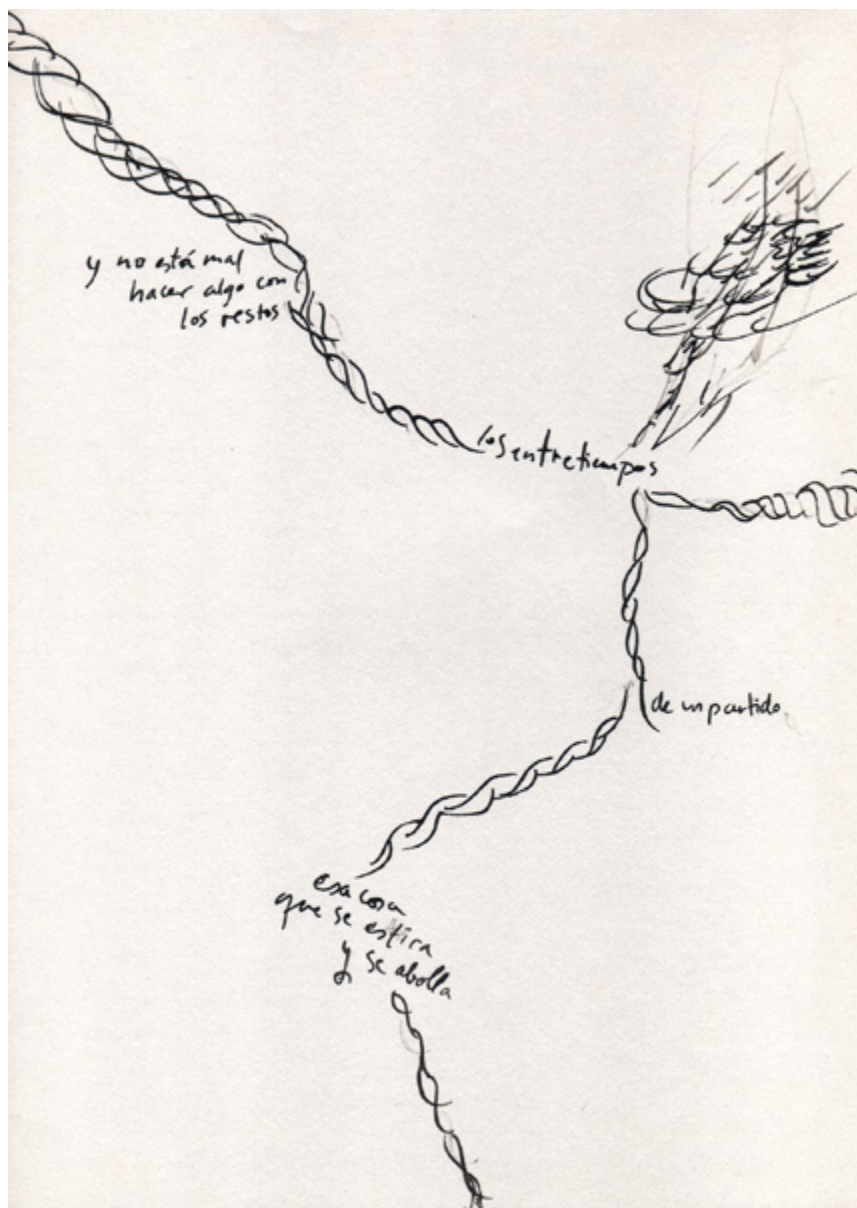 y no está mal
hacer algo con
los restos
los entretiempos
de un partido
esa cosa
que se estira
y se abolla